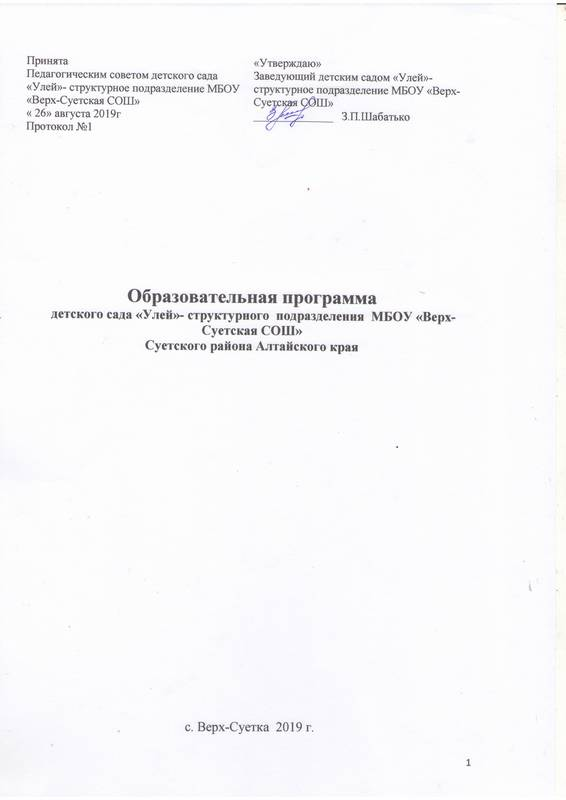 Принята
Педагогическим советом детского сада
«Улей»- структурное подразделение МБОУ
«Верх-Суетская СОШ»
« 26» августа 2019г
Протокол №1
«Утверждаю»
Заведующий детским садом «Улей»-
структурное подразделение МБОУ «Верх-
Суетская СОШ»
_______________ З.П.Шабатько
Образовательная программа
детского сада «Улей»- структурного подразделения МБОУ «Верх-
Суетская СОШ»
Суетского района Алтайского края
с. Верх-Суетка 2019 г.
1